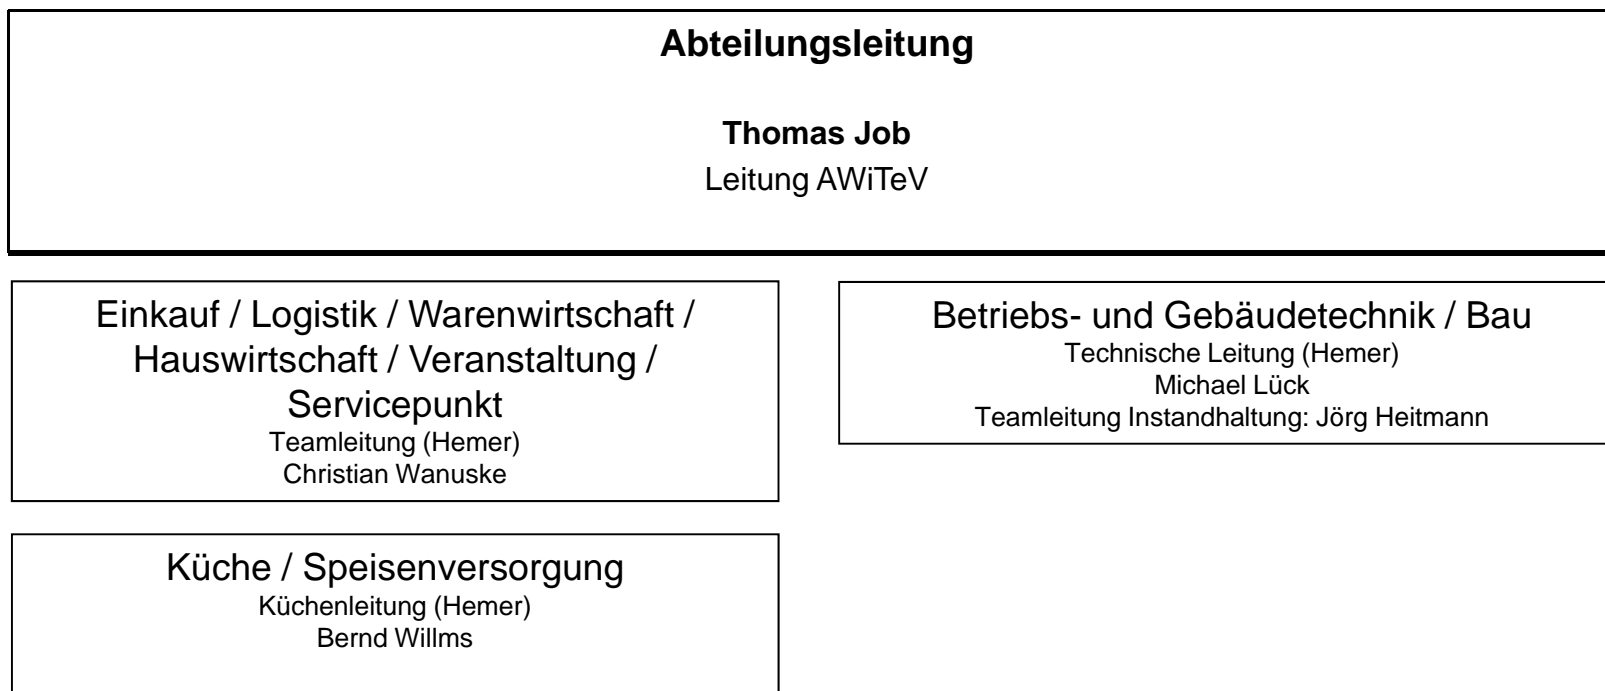 Abteilungsleitung
Thomas Job
Leitung AWiTeV
Einkauf / Logistik / Warenwirtschaft /
Hauswirtschaft / Veranstaltung /
Servicepunkt
Teamleitung (Hemer)
Christian Wanuske
Betriebs- und Gebäudetechnik / Bau
Technische Leitung (Hemer)
Michael Lück
Teamleitung Instandhaltung: Jörg Heitmann
Küche / Speisenversorgung
Küchenleitung (Hemer)
Bernd Willms